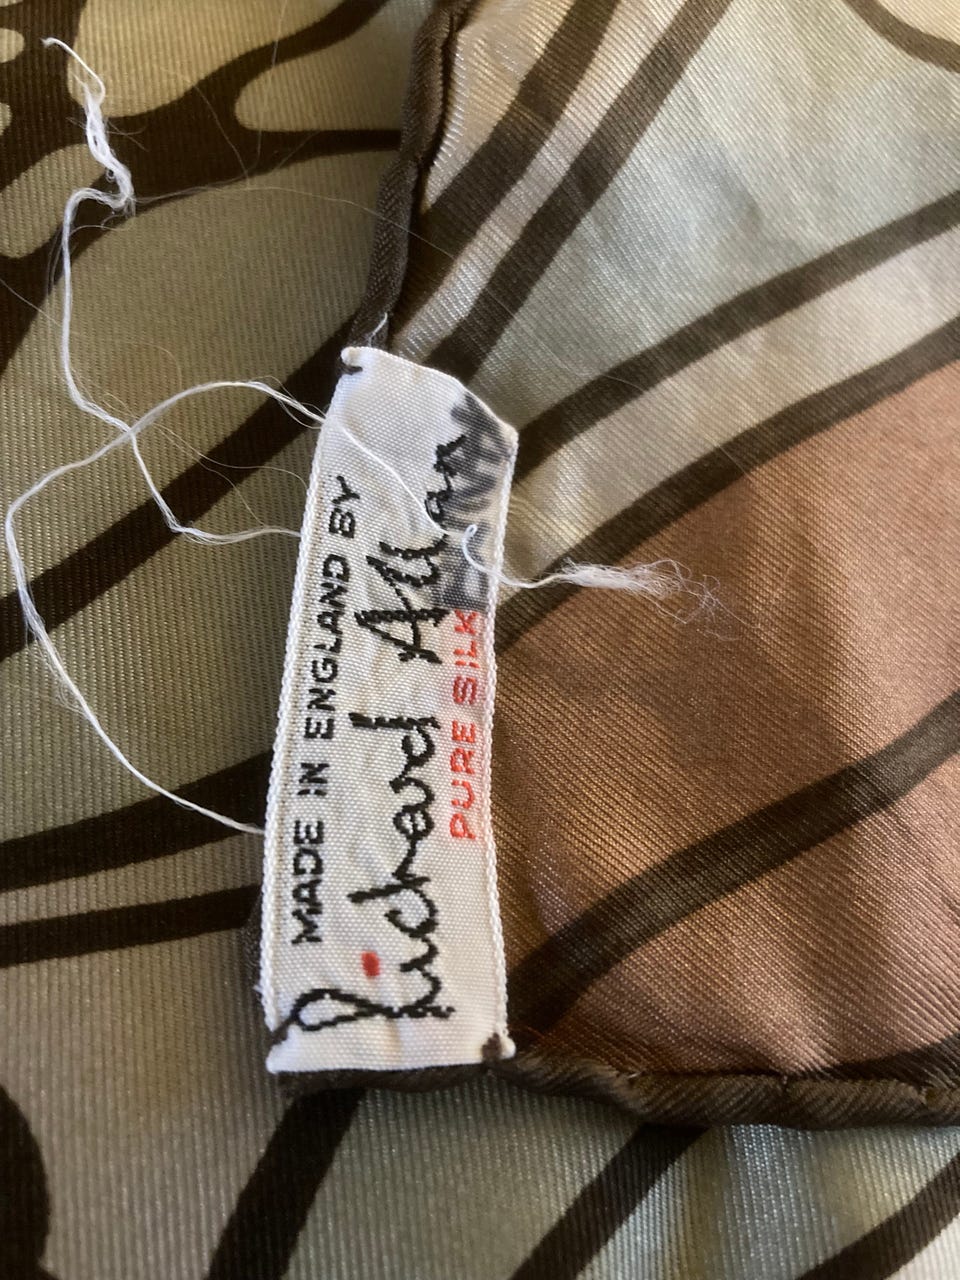 MADE IN ENGLAND BY
Richard Allan
PURE SILK